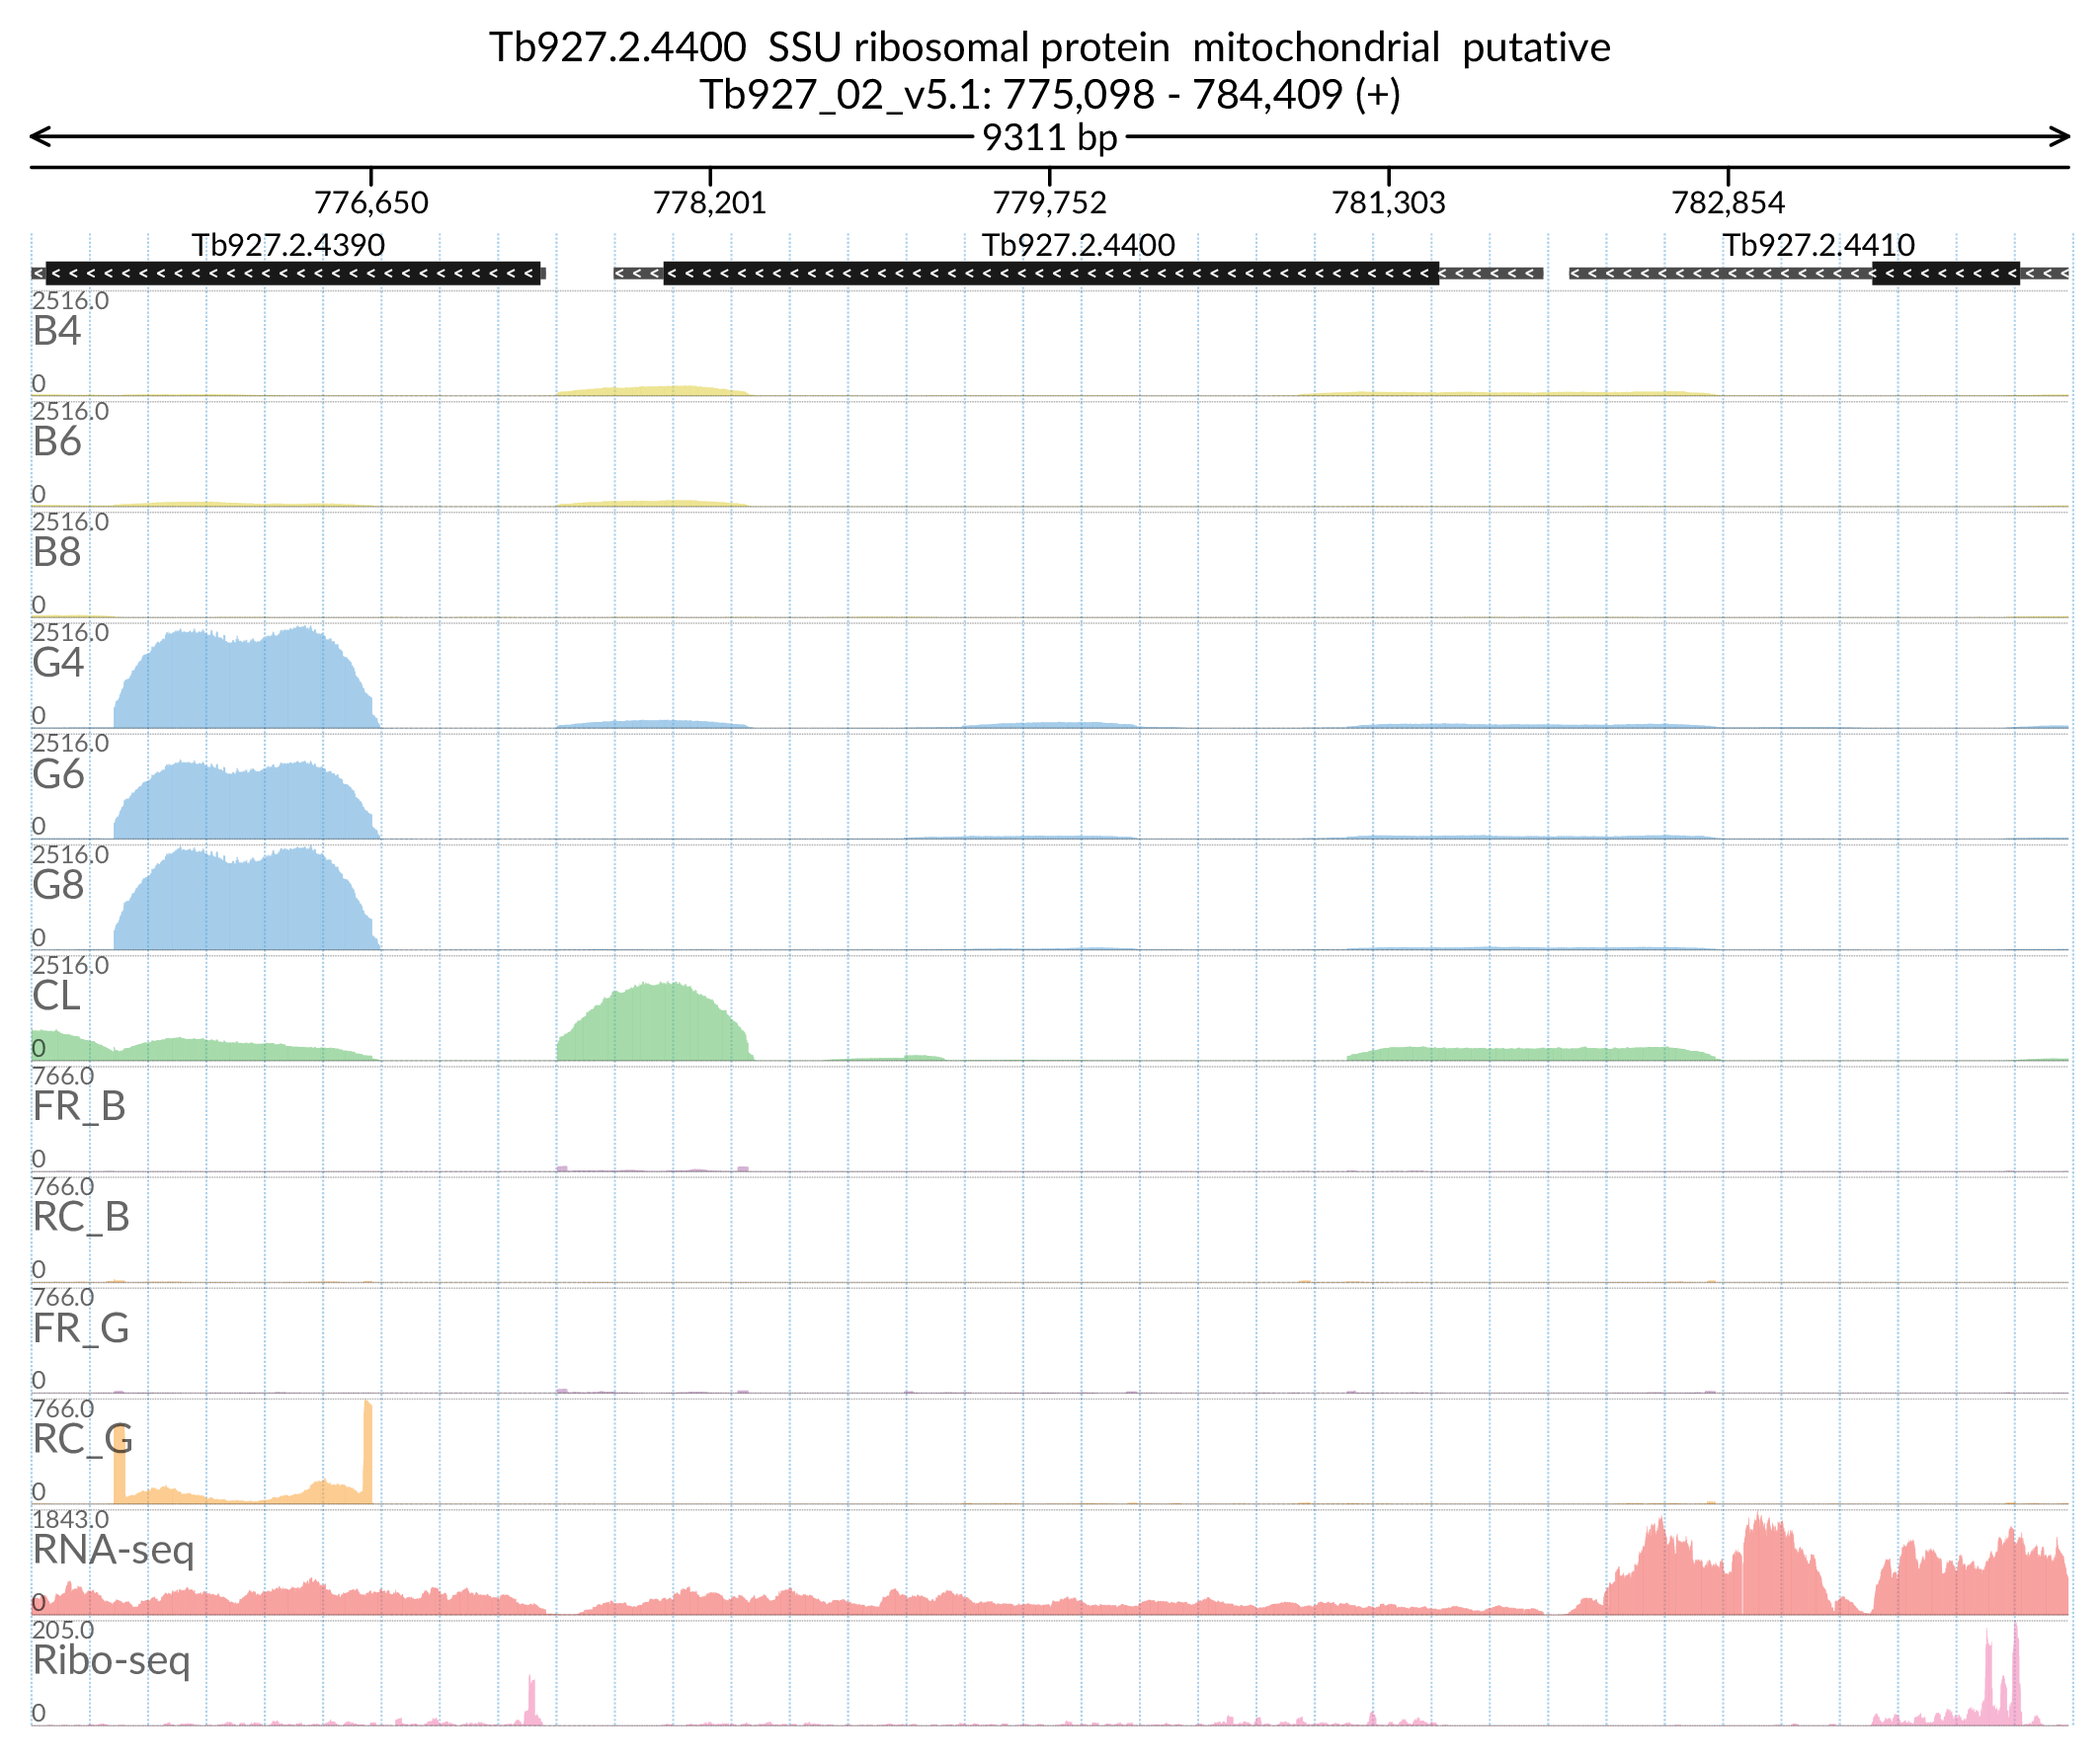 Tb927.2.4400 SSU ribosomal protein mitochondrial putative
Tb927_02_v5.1: 775,098 - 784,409 (+)
9311 bp
776,650 778,201 779,752 781,303 782,854
Tb927.2.4390 Tb927.2.4400 Tb927.2.4410
2516.0
B4
0
2516.0
B6
0
2516.0
B8
0
2516.0
G4
0
2516.0
G6
0
2516.0
G8
0
2516.0
CL
0
766.0
FR_B
0
766.0
RC_B
0
766.0
FR_G
0
766.0
RC_G
0
1843.0
RNA-seq
0
205.0
Ribo-seq
0